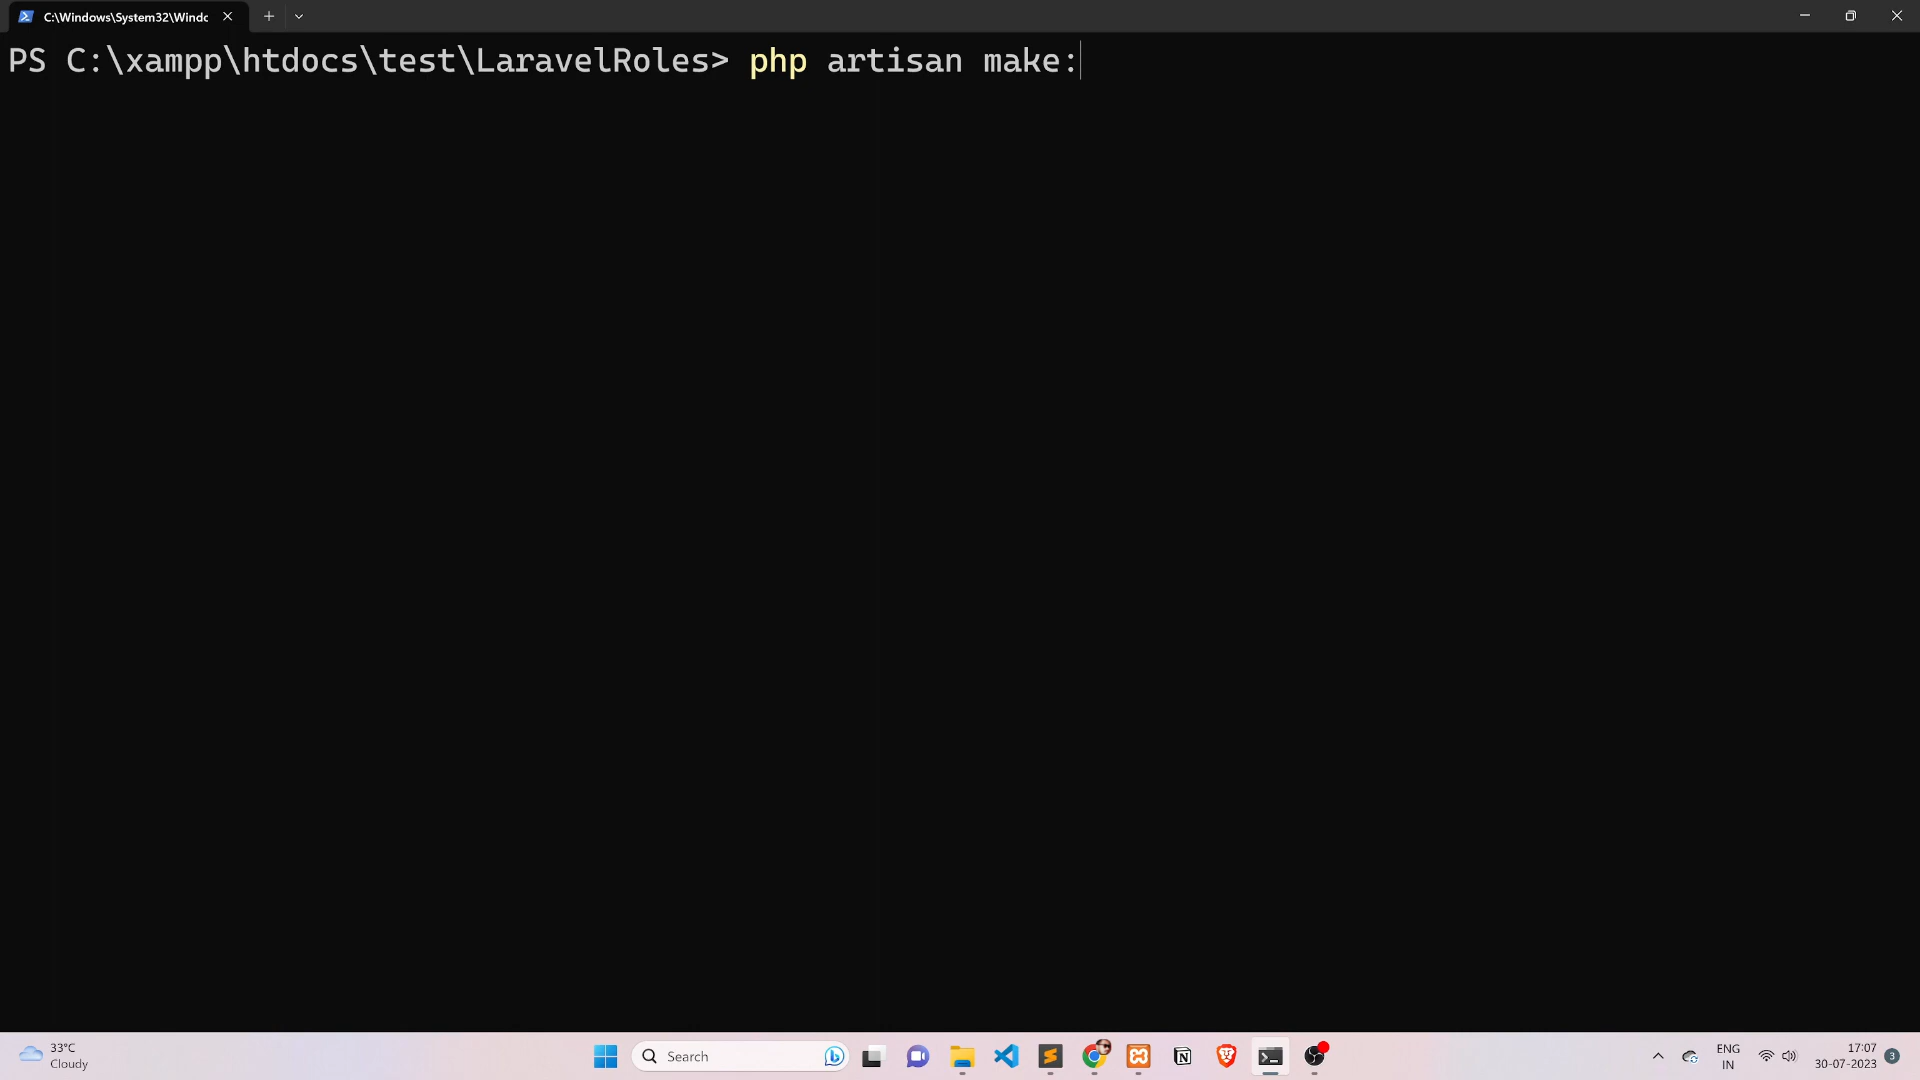 C:\Windows\System32\Windc
PS C:\xampp\htdocs\test\LaravelRoles> php artisan make:
33°C
Cloudy
Search
ENG
IN
17:07
30-07-2023
3